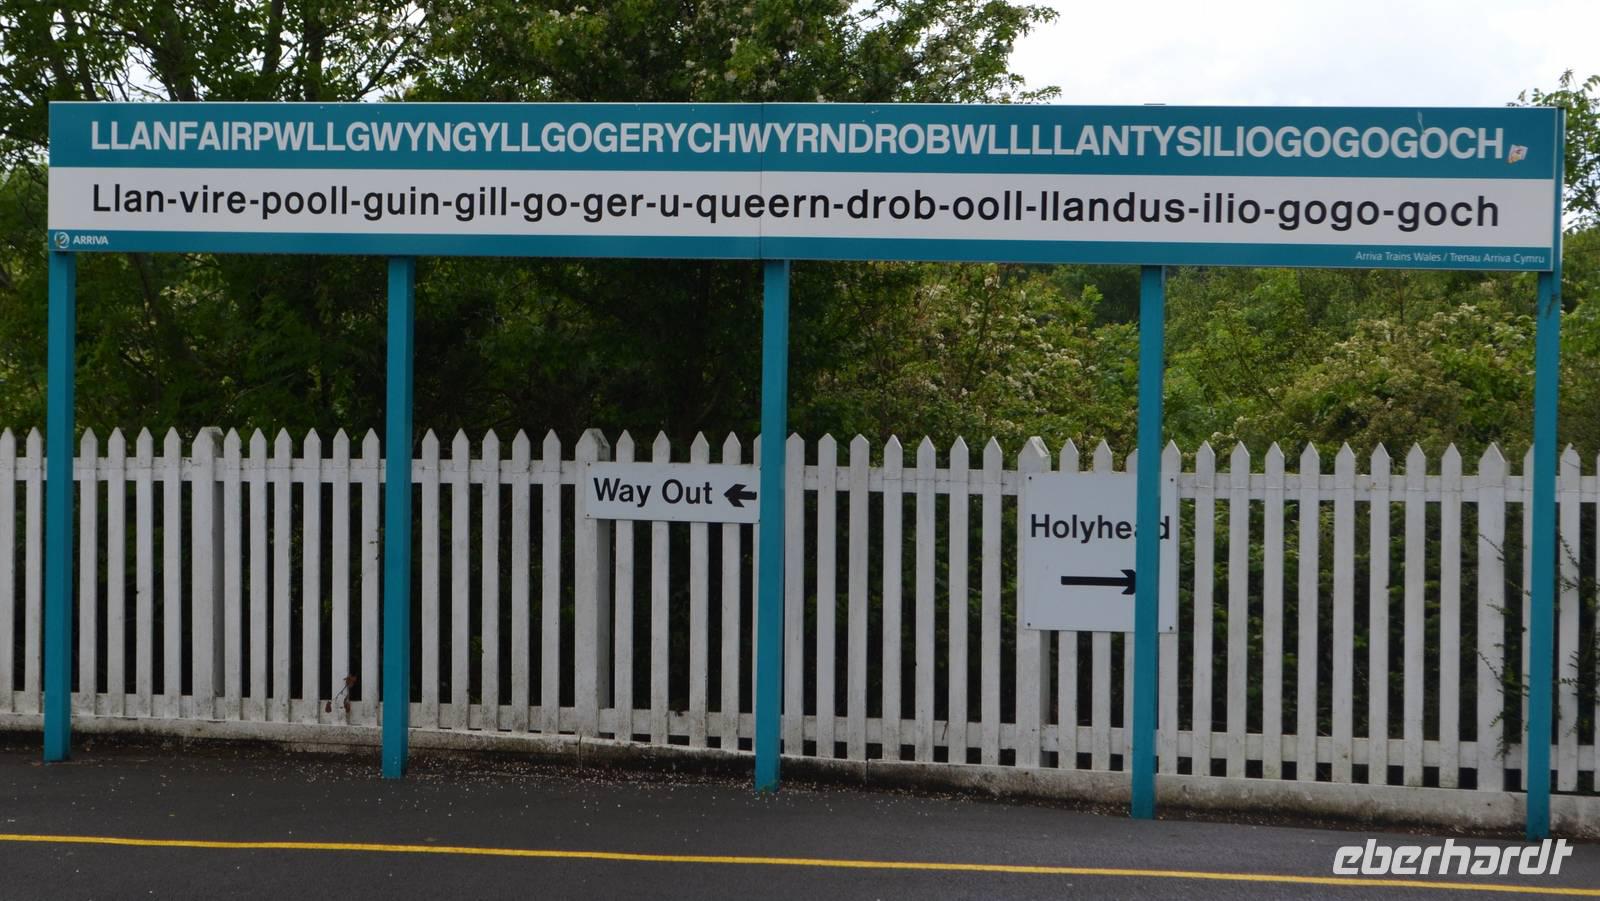 LLANFAIRPWLLGWYNGYLLGOGERYCHWYRNDROBWLLLLANTYSILIOGOGOGOCH
Llan-vire-pooll-guin-gill-go-ger-u-queern-drob-ooll-llandus-ilio-gogo-goch
ARRIVA
Arriva Trains Wales / Trenau Arriva Cymru
Way Out
Holyhead
eberhardt